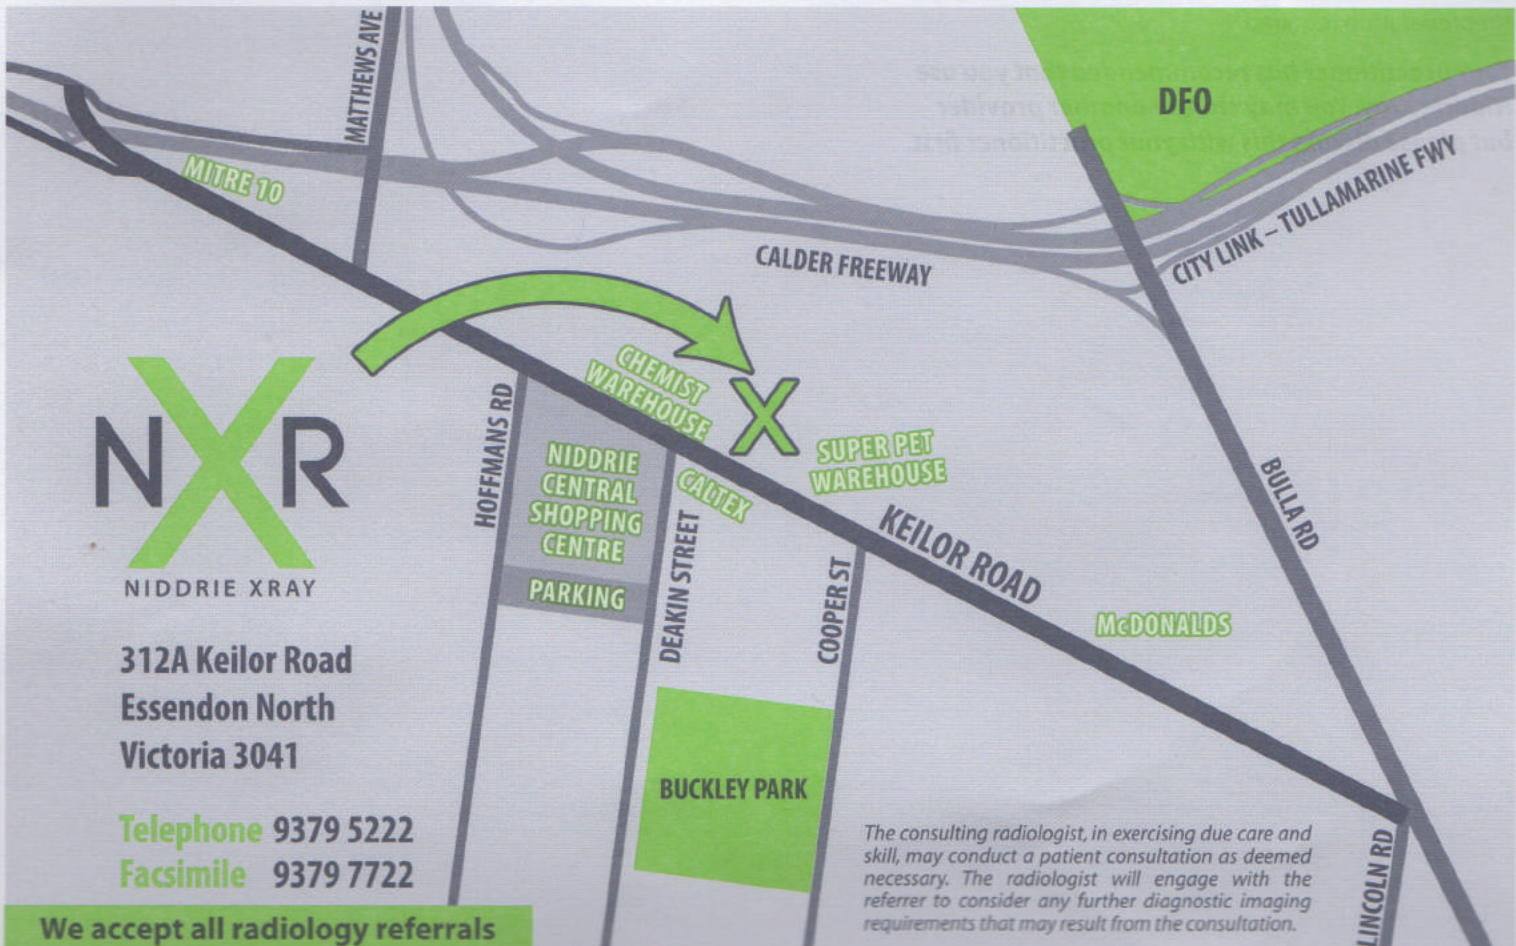 MATTHEWS AVE
DFO
MITRE 10
CALDER FREEWAY
CITY LINK – TULLAMARINE FWY
CHEMIST
WAREHOUSE
X
SUPER PET
WAREHOUSE
HOFFMANS RD
NIDDRIE
CENTRAL
SHOPPING
CENTRE
PARKING
CALTEX
DEAKIN STREET
COOPER ST
KEILOR ROAD
BULLA RD
McDONALDS
BUCKLEY PARK
LINCOLN RD
NXR
NIDDRIE XRAY
312A Keilor Road
Essendon North
Victoria 3041
Telephone 9379 5222
Facsimile 9379 7722
We accept all radiology referrals
The consulting radiologist, in exercising due care and
skill, may conduct a patient consultation as deemed
necessary. The radiologist will engage with the
referrer to consider any further diagnostic imaging
requirements that may result from the consultation.